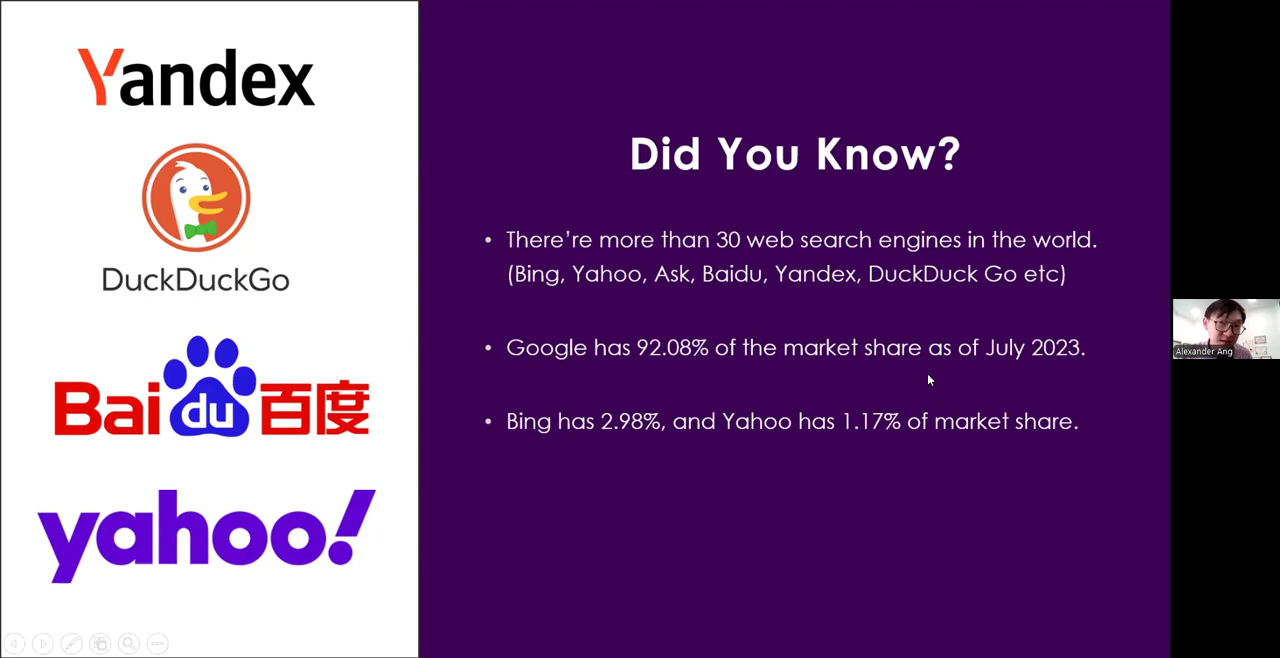 Yandex
DuckDuckGo
Bai du 百度
yahoo!
Did You Know?
• There're more than 30 web search engines in the world.
(Bing, Yahoo, Ask, Baidu, Yandex, DuckDuck Go etc)
• Google has 92.08% of the market share as of July 2023.
• Bing has 2.98%, and Yahoo has 1.17% of market share.
Alexander Ang